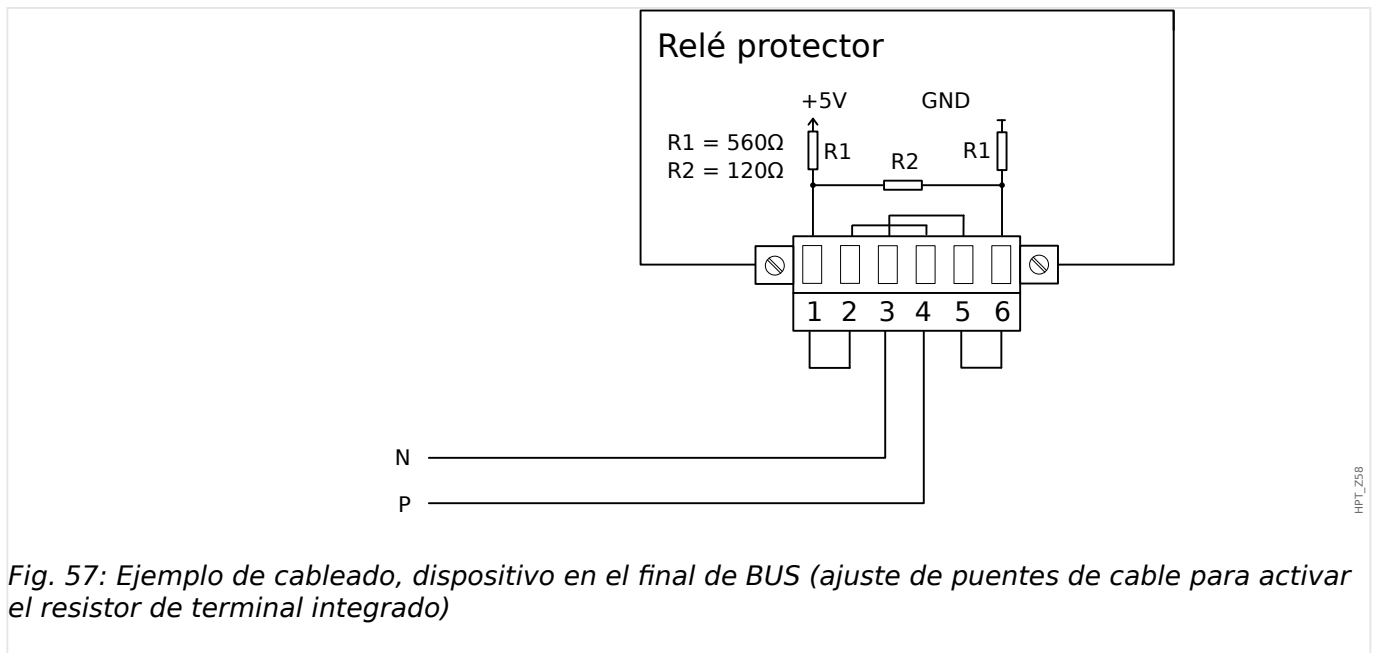 Relé protector
+5V GND
R1 = 560Ω
R2 = 120Ω
R1 R2 R1
1 2 3 4 5 6
N
P
HPT_Z58
Fig. 57: Ejemplo de cableado, dispositivo en el final de BUS (ajuste de puentes de cable para activar
el resistor de terminal integrado)